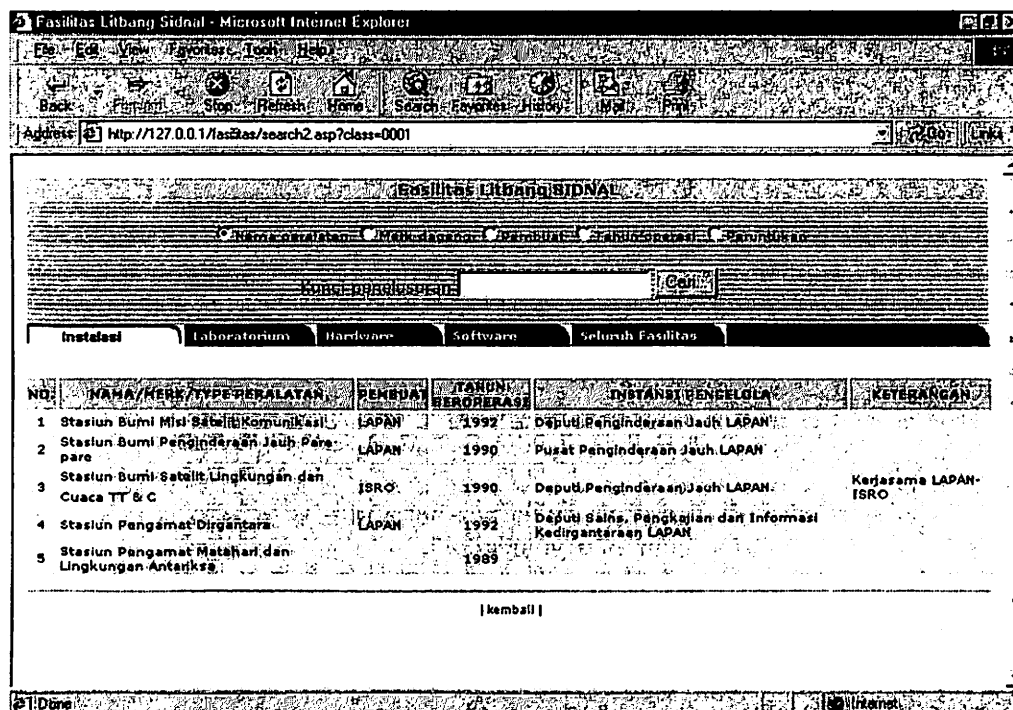 Fasilitas Litbang Sidnal - Microsoft Internet Explorer
File Edit View Favorites Tools Help
Back Forward Stop Refresh Home Search Favorites History Mail Print
Address http://127.0.0.1/fasilitas/search2.asp?class=0001 Go Links
Fasilitas Litbang SIDNAL
Nama peralatan Merk dagang Pembuat Tahun operasi Peruntukan
Kunci penelusuran Cari
Instalasi Laboratorium Hardware Software Seluruh Fasilitas
NO. NAMA/MERK/TYPE PERALATAN PEMBUAT TAHUN BEROPERASI INSTANSI PENGELOLA KETERANGAN
1 Stasiun Bumi Misi Satelit Komunikasi LAPAN 1992 Deputi Penginderaan Jauh LAPAN
2 Stasiun Bumi Penginderaan Jauh Pare-
pare LAPAN 1990 Pusat Penginderaan Jauh LAPAN
3 Stasiun Bumi Satelit Lingkungan dan
Cuaca TT & C ISRO 1990 Deputi Penginderaan Jauh LAPAN Kerjasama LAPAN-
ISRO
4 Stasiun Pengamat Dirgantara LAPAN 1992 Deputi Sains, Pengkajian dan Informasi
Kedirgantaraan LAPAN
5 Stasiun Pengamat Matahari dan
Lingkungan Antariksa 1989
| kembali |
Done Internet